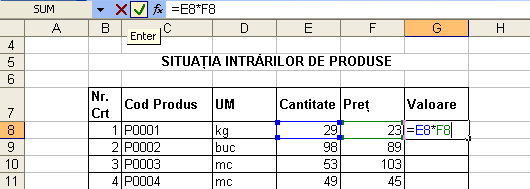 SUM =E8*F8
Enter
A B C D E F G H
4
5 SITUAȚIA INTRĂRILOR DE PRODUSE
6
7 Nr. Crt Cod Produs UM Cantitate Preț Valoare
8 1 P0001 kg 29 23 =E8*F8
9 2 P0002 buc 98 89
10 3 P0003 mc 53 103
11 4 P0004 mc 49 45